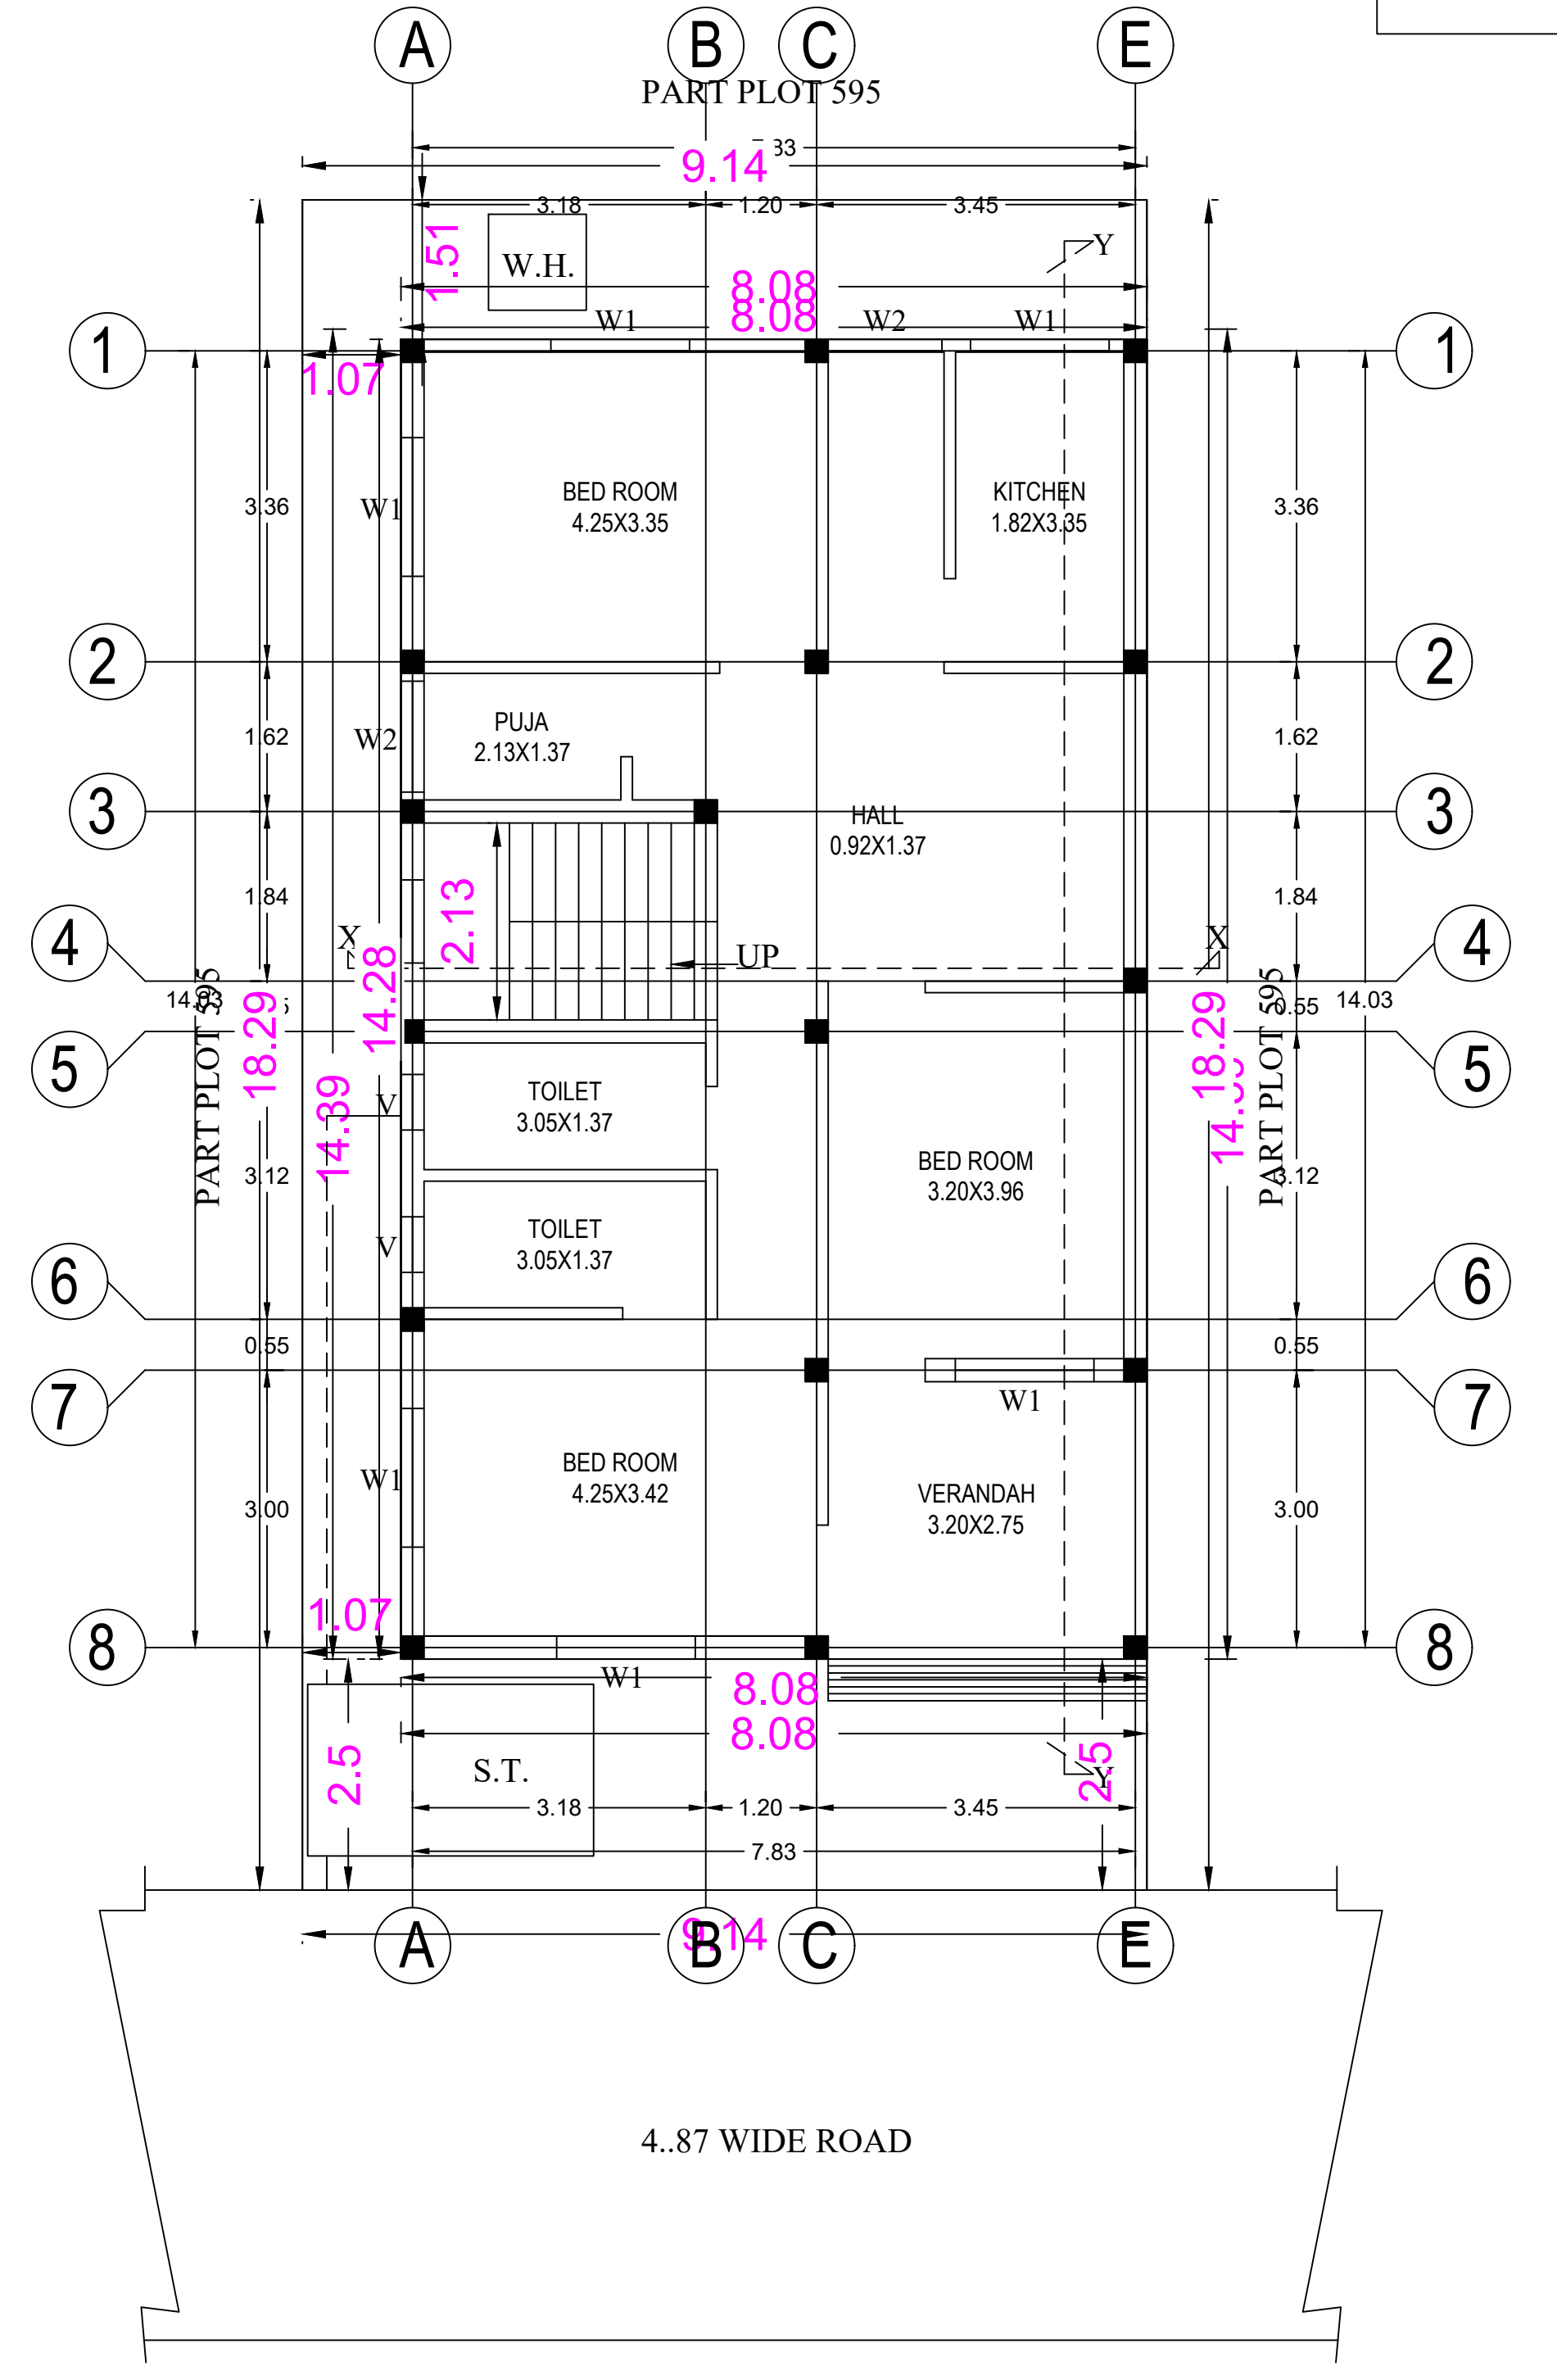 A B C E
PART PLOT 595
9.14
3.18 1.20 3.45
1.51
W.H.
Y
8.08
8.08
W1 W2 W1
1 1
1.07
BED ROOM
4.25X3.35
KITCHEN
1.82X3.35
3.36 W1 3.36
2 2
PUJA
2.13X1.37
1.62 W2 1.62
3 3
HALL
0.92X1.37
1.84 2.13 1.84
4 X UP X 4
14.03 18.29 14.28 18.29 0.55 14.03
PART PLOT 595
PART PLOT 595
5 5
14.39
TOILET
3.05X1.37
V
3.12 3.12
BED ROOM
3.20X3.96
TOILET
3.05X1.37
V
6 6
0.55 0.55
7 7
W1
BED ROOM
4.25X3.42
W1
VERANDAH
3.20X2.75
3.00 3.00
1.07
8 8
W1
8.08
8.08
S.T.
2.5 2.5
Y
3.18 1.20 3.45
7.83
9.14
A B C E
4..87 WIDE ROAD